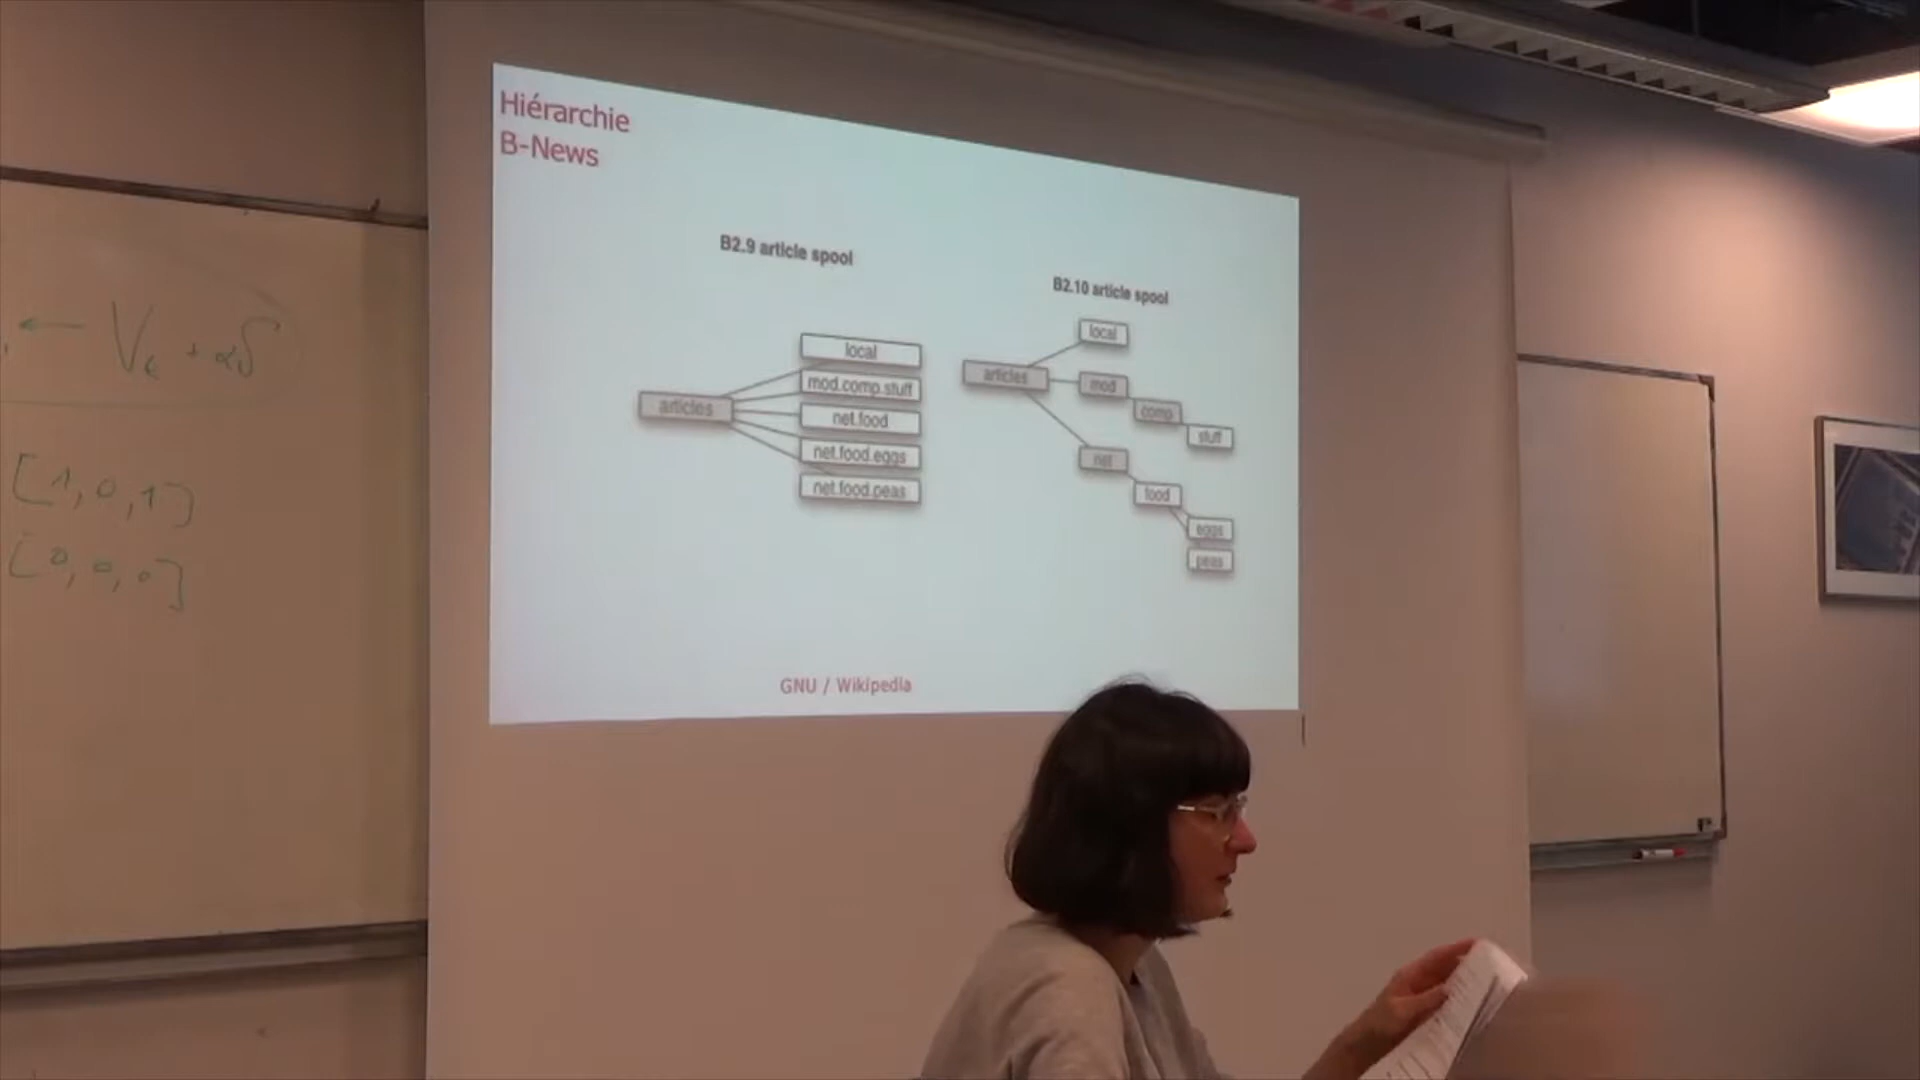 Hiérarchie
B-News
B2.9 article spool
articles
local
mod.comp.stuff
net.food
net.food.eggs
net.food.peas
B2.10 article spool
articles
local
mod
comp
stuff
net
food
eggs
peas
GNU / Wikipedia
[1,0,1]
[0,0,0]